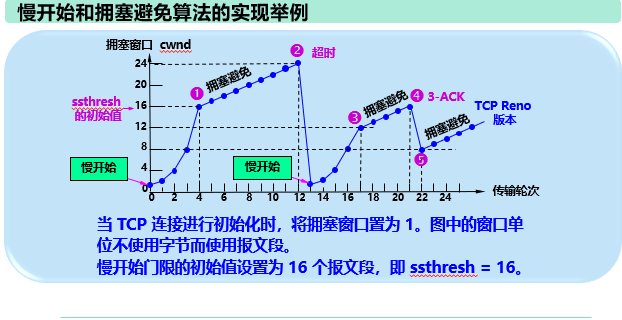 慢开始和拥塞避免算法的实现举例
拥塞窗口 cwnd
24
20
16
12
8
4
0
ssthresh
的初始值
慢开始
慢开始
① 拥塞避免
② 超时
③ 拥塞避免
④ 3-ACK
⑤ 拥塞避免
TCP Reno
版本
0 2 4 6 8 10 12 14 16 18 20 22 24
传输轮次
当 TCP 连接进行初始化时，将拥塞窗口置为 1。图中的窗口单
位不使用字节而使用报文段。
慢开始门限的初始值设置为 16 个报文段，即 ssthresh = 16。